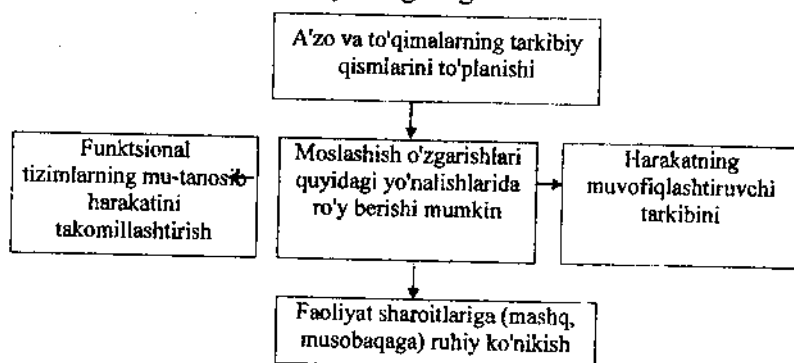 A'zo va to'qimalarning tarkibiy
qismlarini to'planishi
Funktsional
tizimlarning mu-tanosib
harakatini
takomillashtirish
Moslashish o'zgarishlari
quyidagi yo'nalishlarida
ro'y berishi mumkin
Harakatning
muvofiqlashtiruvchi
tarkibini
Faoliyat sharoitlariga (mashq,
musobaqaga) ruhiy ko'nikish